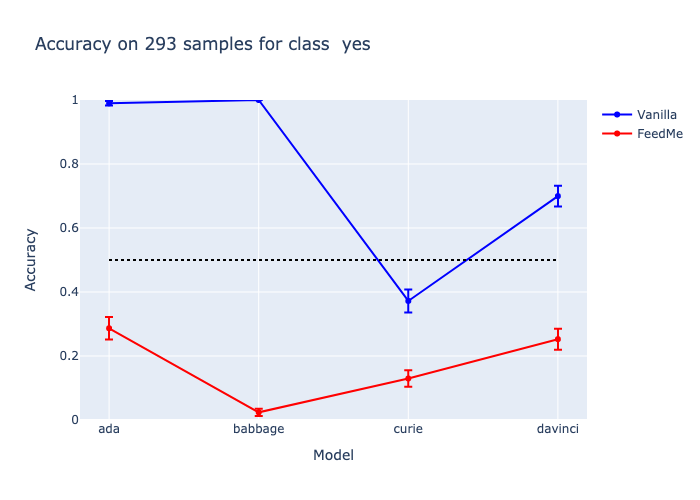 Accuracy on 293 samples for class  yes
1
0.8
0.6
0.4
0.2
0
Accuracy
ada
babbage
curie
davinci
Model
Vanilla
FeedMe